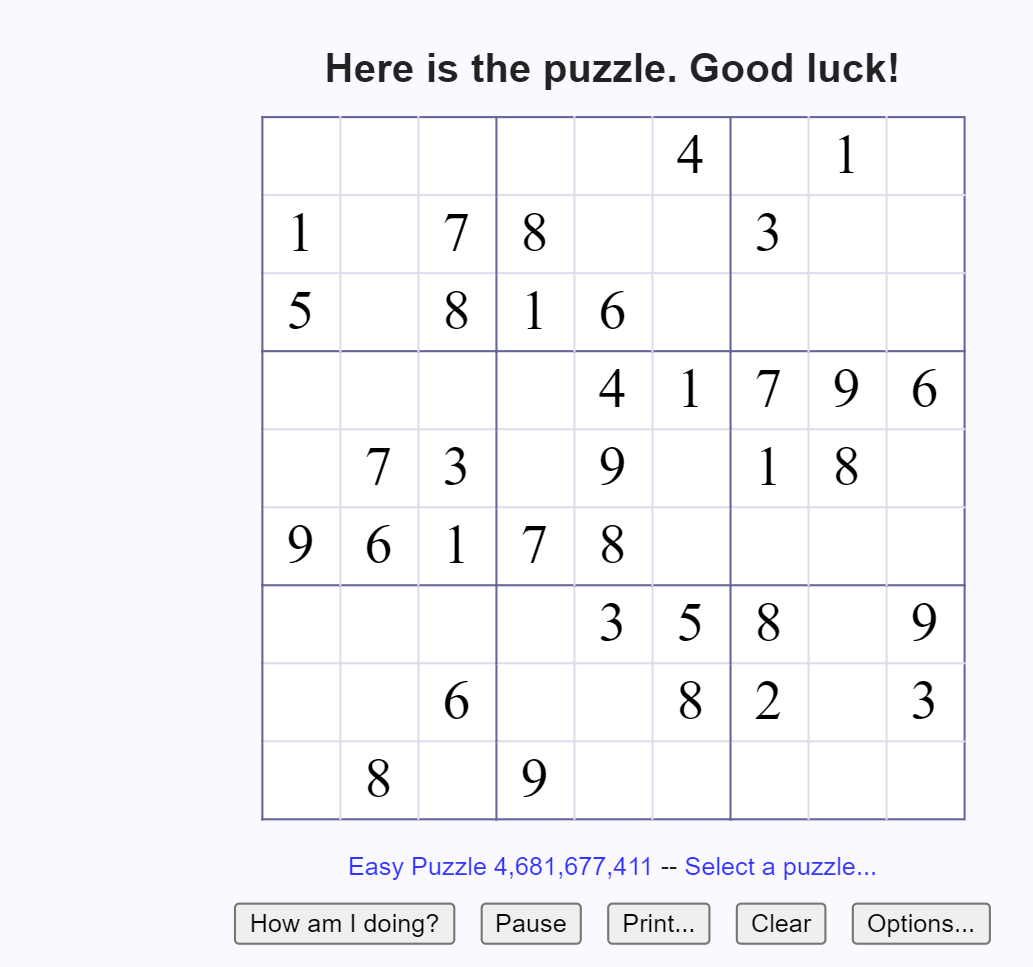 Here is the puzzle. Good luck!
4 1
1 7 8 3
5 8 1 6
4 1 7 9 6
7 3 9 1 8
9 6 1 7 8
3 5 8 9
6 8 2 3
8 9
Easy Puzzle 4,681,677,411 -- Select a puzzle...
How am I doing? Pause Print... Clear Options...